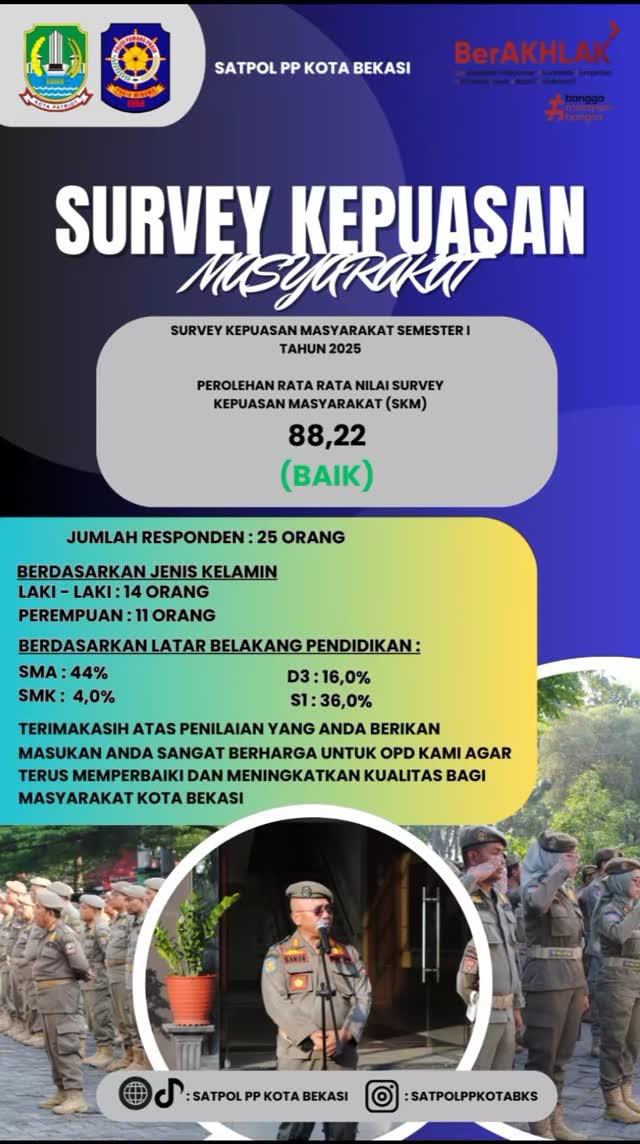 SATPOL PP KOTA BEKASI
BerAKHLAK
bangga
melayani
bangsa
BEKASI
KOTA PATRIOT
SURVEY KEPUASAN
MASYARAKAT
SURVEY KEPUASAN MASYARAKAT SEMESTER I
TAHUN 2025
PEROLEHAN RATA RATA NILAI SURVEY
KEPUASAN MASYARAKAT (SKM)
88,22
(BAIK)
JUMLAH RESPONDEN : 25 ORANG
BERDASARKAN JENIS KELAMIN
LAKI - LAKI : 14 ORANG
PEREMPUAN : 11 ORANG
BERDASARKAN LATAR BELAKANG PENDIDIKAN :
SMA : 44%
SMK : 4,0%
D3 : 16,0%
S1 : 36,0%
TERIMAKASIH ATAS PENILAIAN YANG ANDA BERIKAN
MASUKAN ANDA SANGAT BERHARGA UNTUK OPD KAMI AGAR
TERUS MEMPERBAIKI DAN MENINGKATKAN KUALITAS BAGI
MASYARAKAT KOTA BEKASI
: SATPOL PP KOTA BEKASI
: SATPOLPPKOTABKS